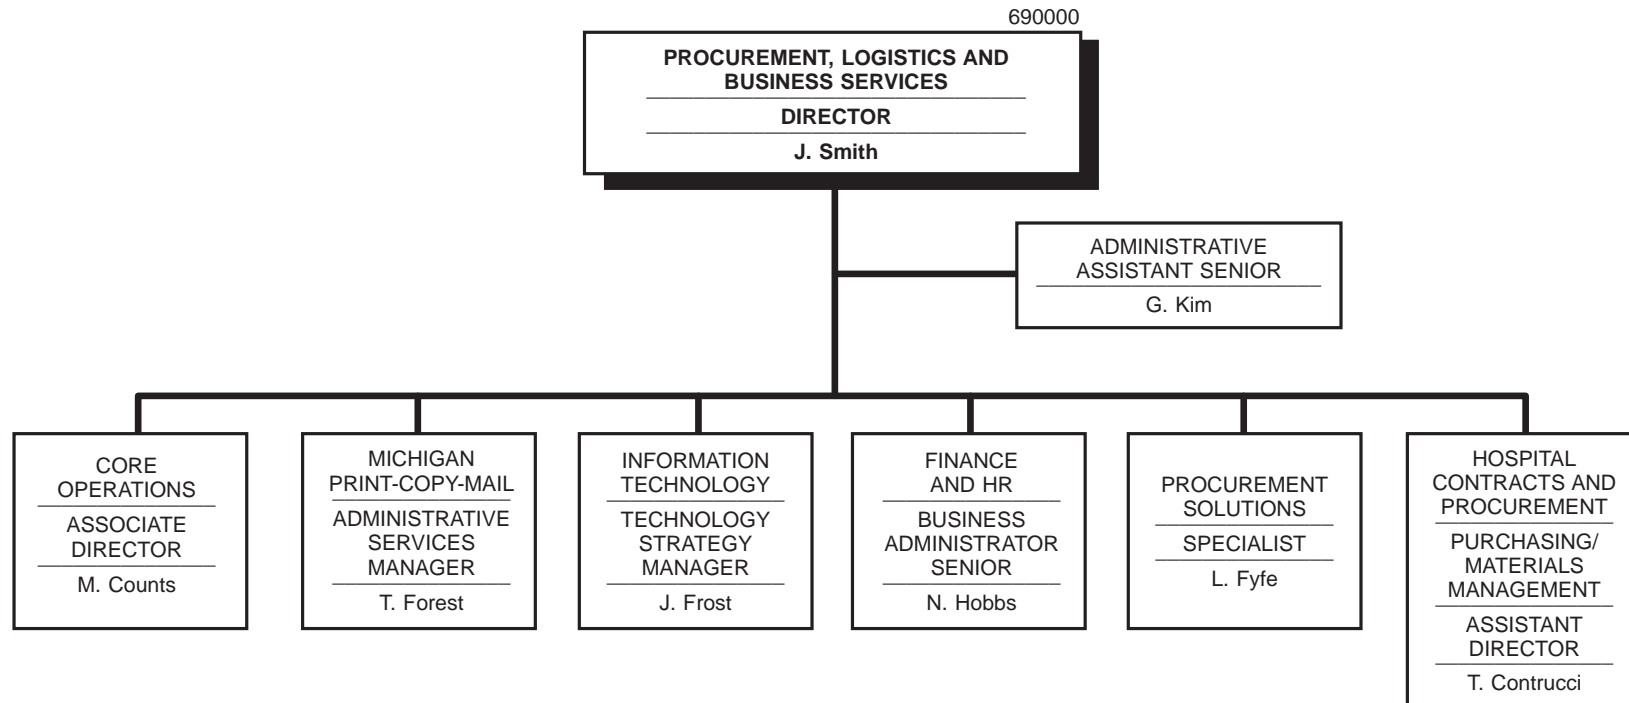 690000
PROCUREMENT, LOGISTICS AND
BUSINESS SERVICES
DIRECTOR
J. Smith
ADMINISTRATIVE
ASSISTANT SENIOR
G. Kim
CORE
OPERATIONS
ASSOCIATE
DIRECTOR
M. Counts
MICHIGAN
PRINT-COPY-MAIL
ADMINISTRATIVE
SERVICES
MANAGER
T. Forest
INFORMATION
TECHNOLOGY
TECHNOLOGY
STRATEGY
MANAGER
J. Frost
FINANCE
AND HR
BUSINESS
ADMINISTRATOR
SENIOR
N. Hobbs
PROCUREMENT
SOLUTIONS
SPECIALIST
L. Fyfe
HOSPITAL
CONTRACTS AND
PROCUREMENT
PURCHASING/
MATERIALS
MANAGEMENT
ASSISTANT
DIRECTOR
T. Contrucci